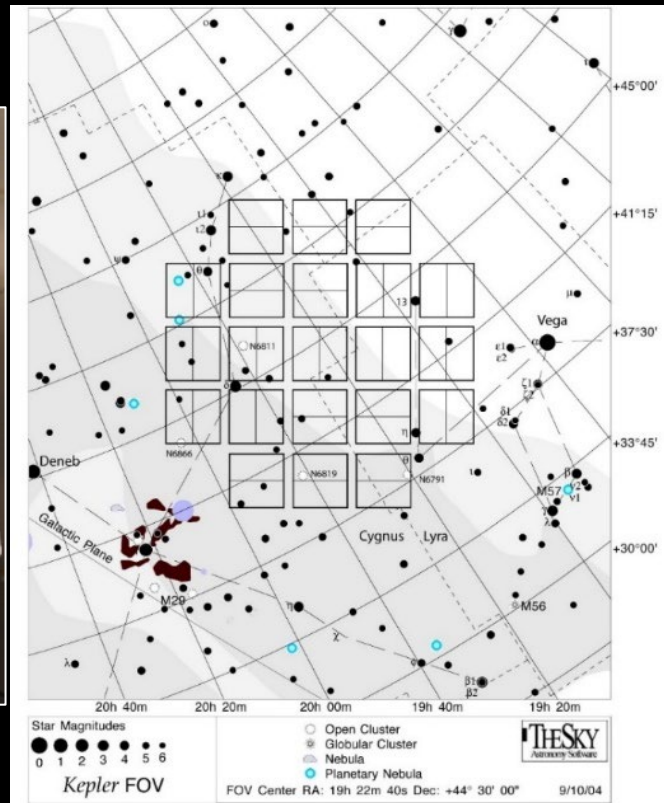 γ
ι
ο
+45°00'
κ
+41°15'
ι1
ι2
ψ
θ
μ
13
Vega
+37°30'
N6811
ε1
ε2
α
δ
ζ1
ζ2
δ1
δ2
+33°45'
η
N6866
θ
Deneb
N6819
N6791
ι
β
M57
ν2
ν1
γ
λ
Galactic Plane
Cygnus Lyra
+30°00'
M29
η
M56
χ
λ
φ
β1
β2
20h 40m 20h 20m 20h 00m 19h 40m 19h 20m
Star Magnitudes
0 1 2 3 4 5 6
Kepler FOV
Open Cluster
Globular Cluster
Nebula
Planetary Nebula
THESKY
Astronomy Software
FOV Center RA: 19h 22m 40s Dec: +44° 30' 00"
9/10/04